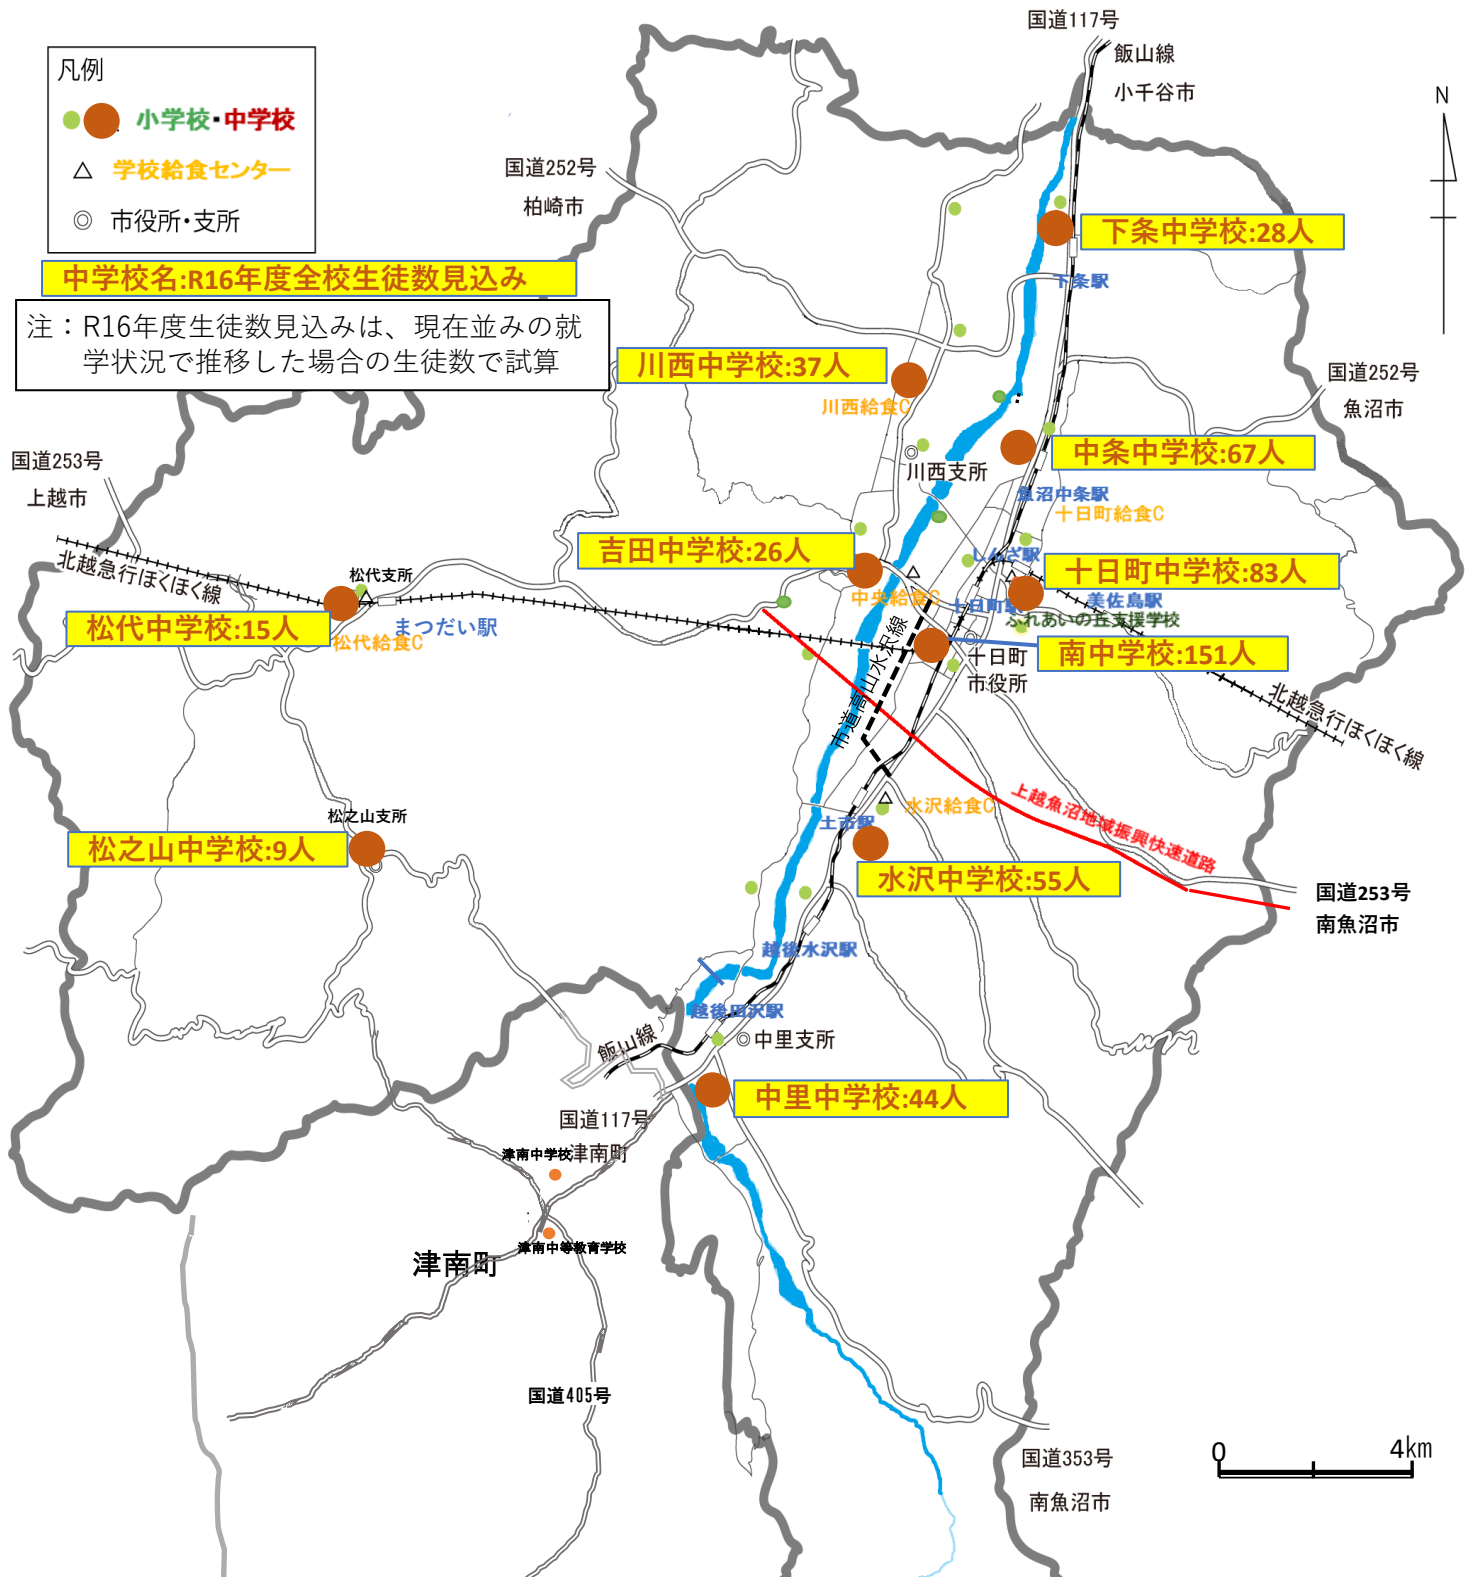 国道117号
飯山線
小千谷市
凡例
小学校・中学校
学校給食センター
市役所・支所
N
国道252号
柏崎市
下条中学校:28人
中学校名:R16年度全校生徒数見込み
下条駅
注：R16年度生徒数見込みは、現在並みの就
学状況で推移した場合の生徒数で試算
川西中学校:37人
川西給食C
国道252号
魚沼市
中条中学校:67人
川西支所
国道253号
上越市
魚沼中条駅
十日町給食C
吉田中学校:26人
しんざ駅
北越急行ほくほく線
松代支所
十日町中学校:83人
中央給食C
十日町駅
美佐島駅
ふれあいの丘支援学校
松代中学校:15人
まつだい駅
松代給食C
市道高山水沢線
南中学校:151人
十日町
市役所
北越急行ほくほく線
上越魚沼地域振興快速道路
水沢給食C
土市駅
松之山支所
松之山中学校:9人
水沢中学校:55人
国道253号
南魚沼市
越後水沢駅
越後田沢駅
飯山線
中里支所
中里中学校:44人
国道117号
津南町
津南中学校
津南中等教育学校
津南町
国道405号
国道353号
南魚沼市
0
4km